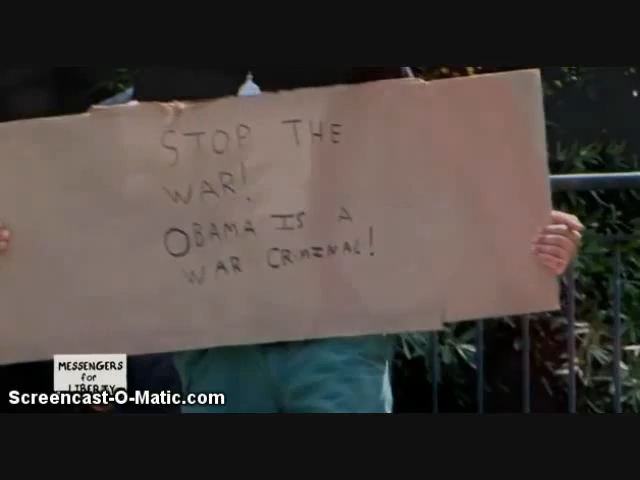 STOP THE
WAR!
OBAMA IS A
WAR CRIMINAL!
MESSENGERS
for
LIBERTY
Screencast-O-Matic.com